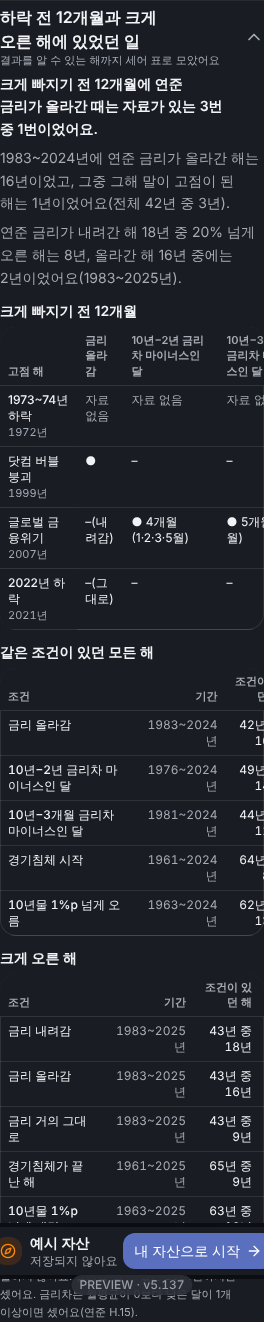 하락 전 12개월과 크게
오른 해에 있었던 일
결과를 알 수 있는 해까지 세어 표로 모았어요
크게 빠지기 전 12개월에 연준
금리가 올라간 때는 자료가 있는 3번
중 1번이었어요.
1983~2024년에 연준 금리가 올라간 해는
16년이었고, 그중 그해 말이 고점이 된
해는 1년이었어요(전체 42년 중 3년).
연준 금리가 내려간 해 18년 중 20% 넘게
오른 해는 8년, 올라간 해 16년 중에는
2년이었어요(1983~2025년).
크게 빠지기 전 12개월
고점 해
금리
올라
감
10년−2년 금리
차 마이너스인
달
10년−3
금리차
스인 달
1973~74년
하락
1972년
자료
없음
자료 없음
자료 없
닷컴 버블
붕괴
1999년
● – –
글로벌 금
융위기
2007년
–(내
려감)
● 4개월
(1·2·3·5월)
● 5개
월)
2022년 하
락
2021년
–(그
대로)
– –
같은 조건이 있던 모든 해
조건 기간
조건이
금리 올라감
1983~2024
년
42년
10년−2년 금리차 마
이너스인 달
1976~2024
년
49년
10년−3개월 금리차
마이너스인 달
1981~2024
년
44년
경기침체 시작
1961~2024
년
64년
10년물 1%p 넘게 오
름
1963~2024
년
62년
크게 오른 해
조건 기간
조건이 있
던 해
금리 내려감
1983~2025
년
43년 중
18년
금리 올라감
1983~2025
년
43년 중
16년
금리 거의 그대
로
1983~2025
년
43년 중
9년
경기침체가 끝
난 해
1961~2025
년
65년 중
9년
10년물 1%p
1963~2025
63년 중
예시 자산
저장되지 않아요
내 자산으로 시작 →
PREVIEW · v5.137
이상이면 셌어요(연준 H.15).